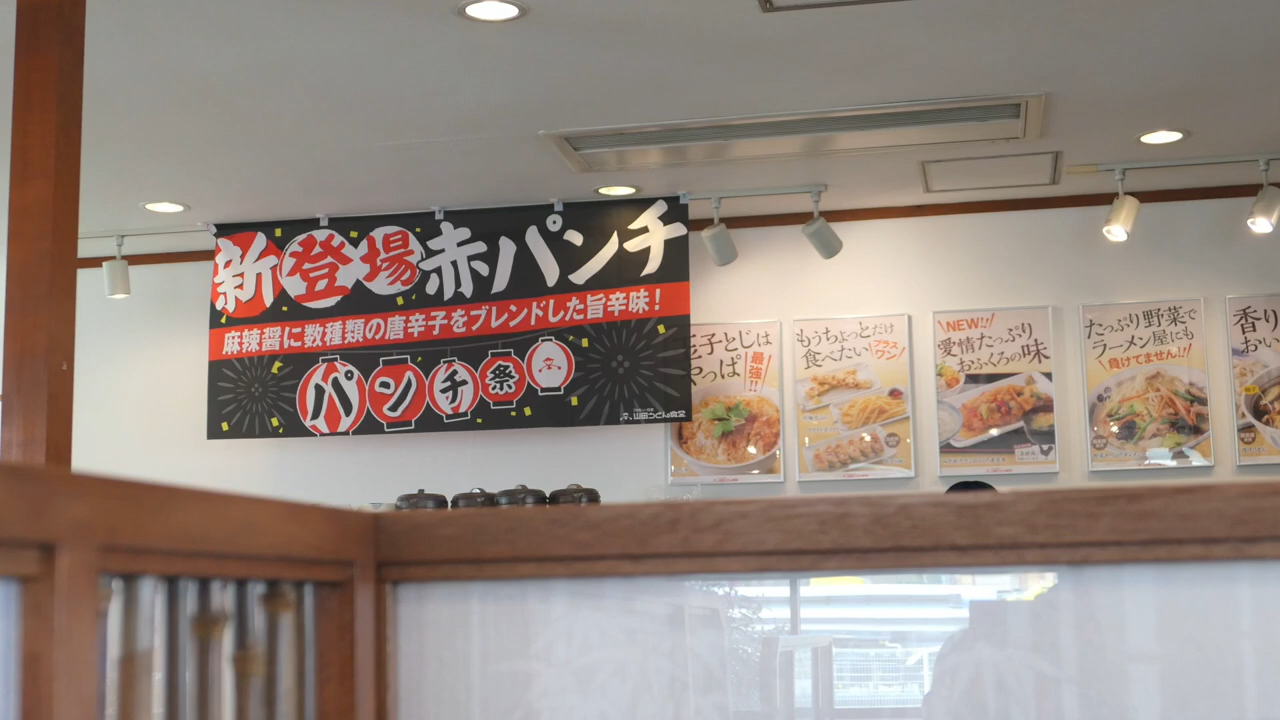 新登場赤パンチ
麻辣醤に数種類の唐辛子をブレンドした旨辛味！
パンチ祭
山田うどん食堂
玉子とじは
やっぱ
最強!!
もうちょっとだけ
食べたい
プラス
ワン!
NEW!!
愛情たっぷり
おふくろの味
たっぷり野菜で
ラーメン屋にも
負けてません!!
香り
おい